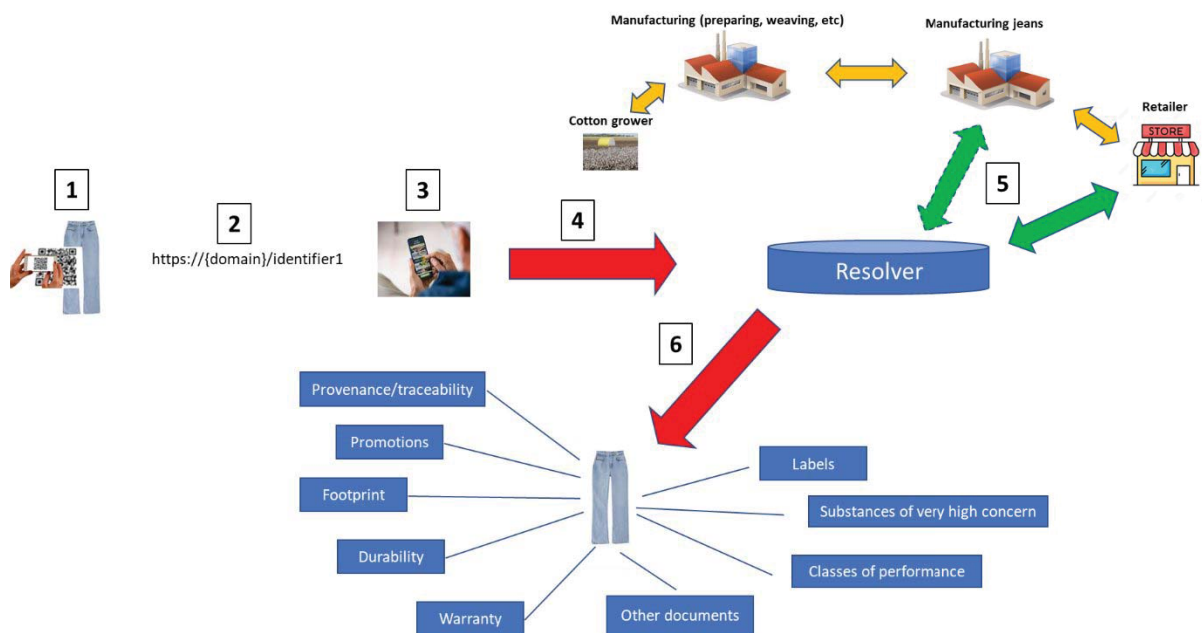 Manufacturing (preparing, weaving, etc)
Manufacturing jeans
Cotton grower
Retailer
STORE
1
2
3
4
5
https://{domain}/identifier1
Resolver
6
Provenance/traceability
Promotions
Footprint
Durability
Warranty
Labels
Substances of very high concern
Classes of performance
Other documents